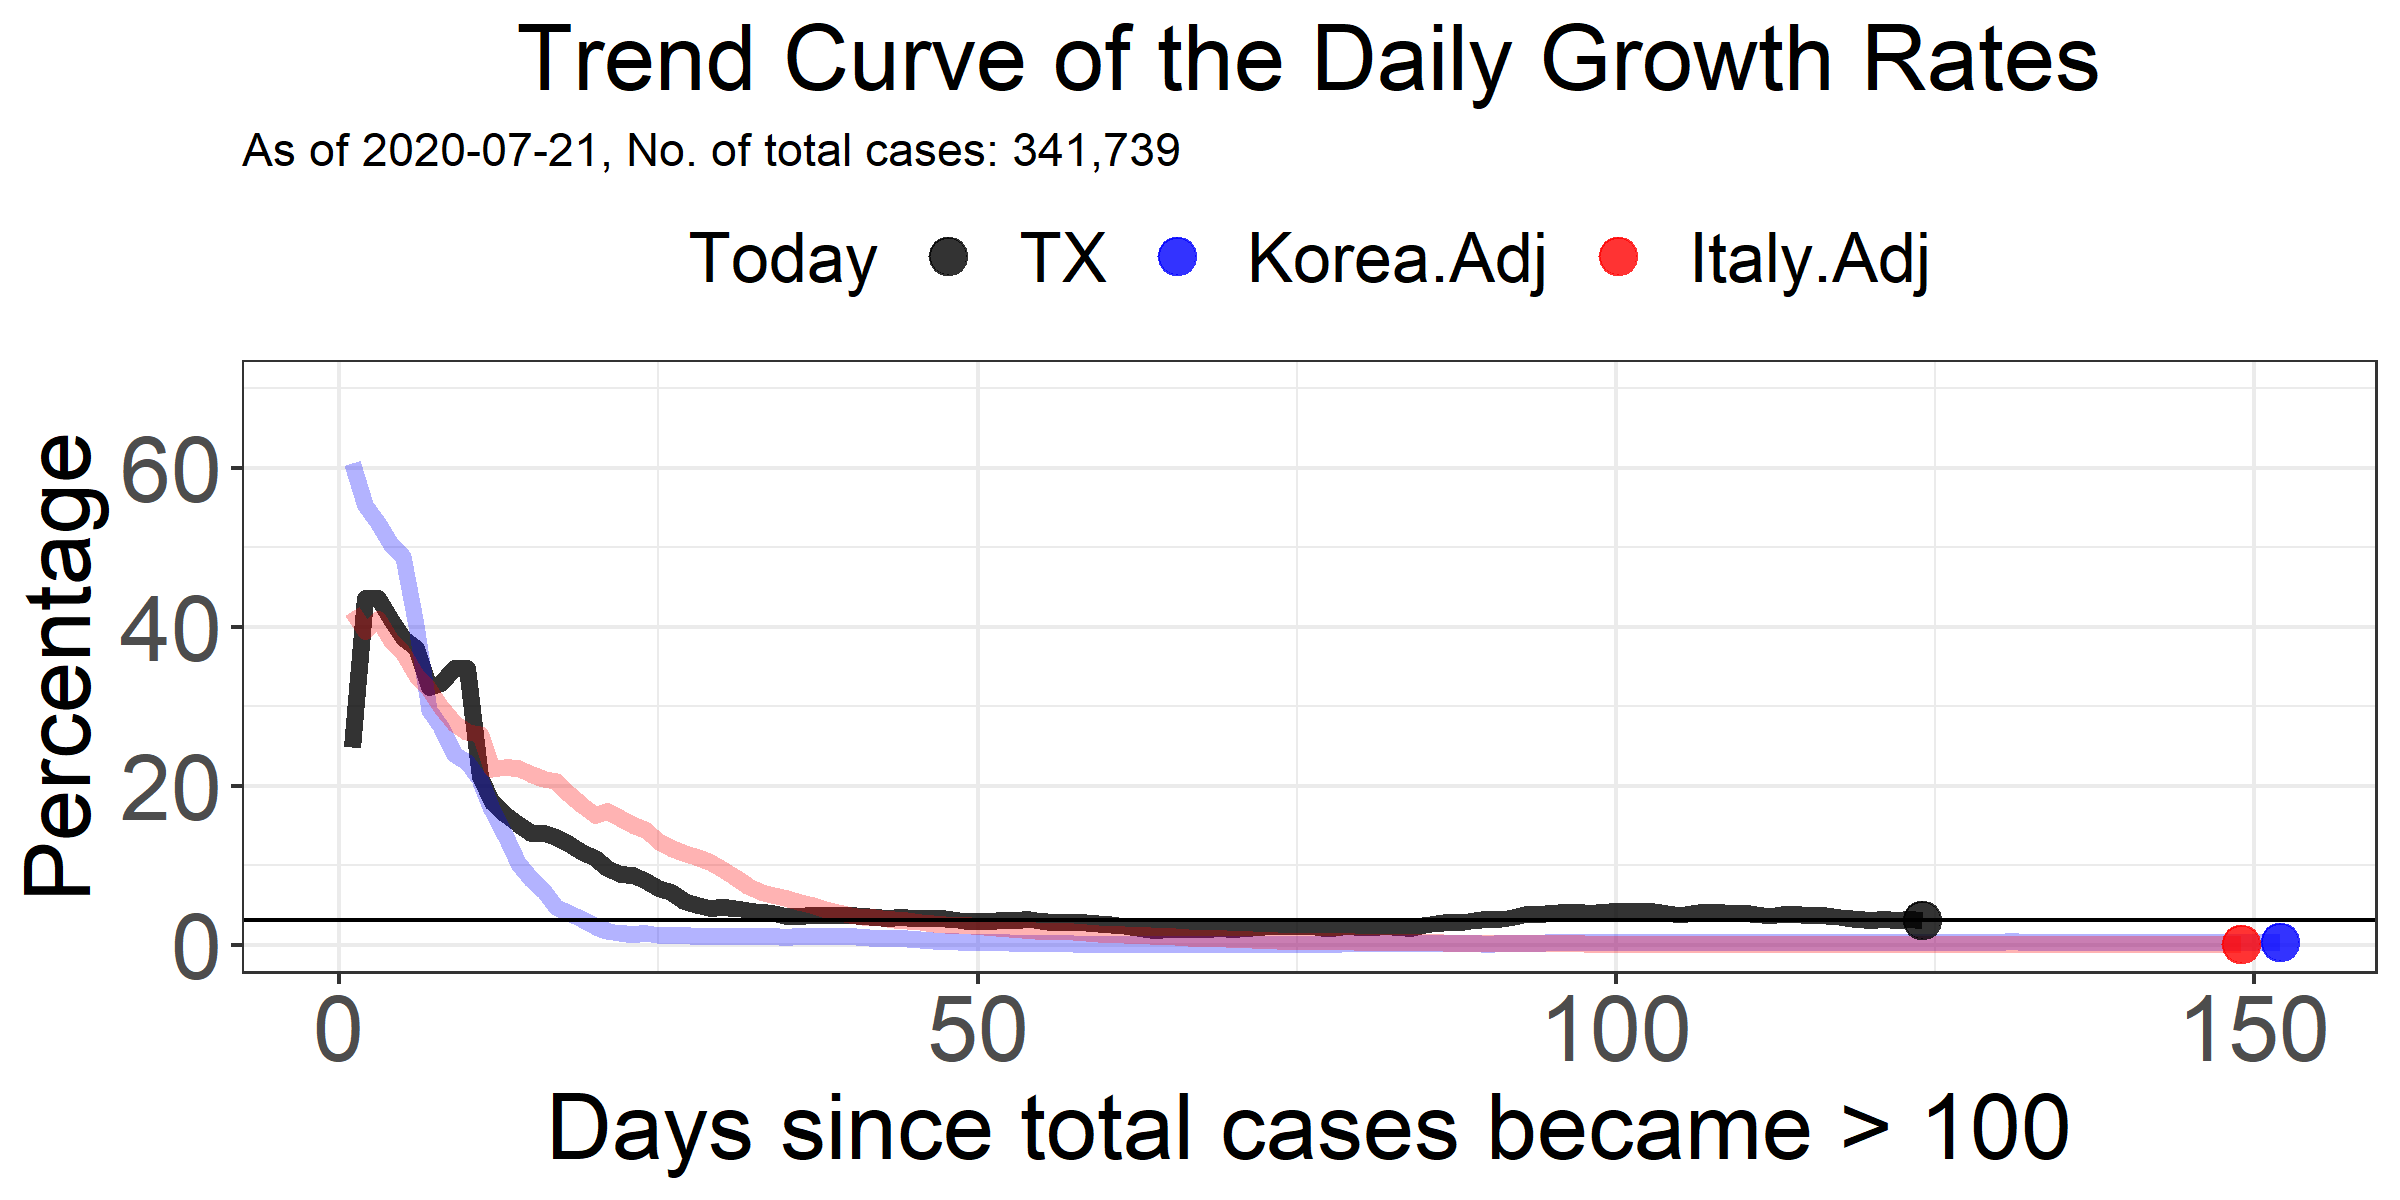 Trend Curve of the Daily Growth Rates
As of 2020-07-21, No. of total cases: 341,739
Today TX Korea.Adj Italy.Adj
Percentage
60
40
20
0
0 50 100 150
Days since total cases became > 100